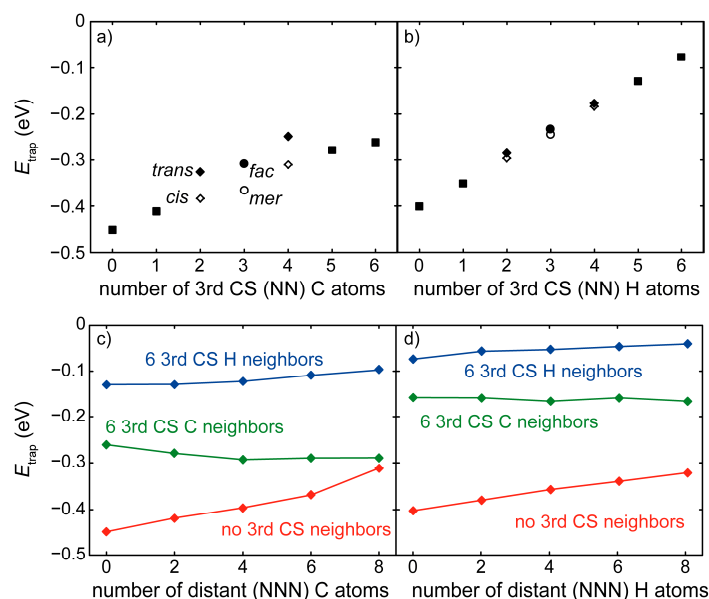 a)
b)
0
−0.1
−0.2
−0.3
−0.4
−0.5
E_trap (eV)
trans
fac
cis
mer
0 1 2 3 4 5 6
0 1 2 3 4 5 6
number of 3rd CS (NN) C atoms
number of 3rd CS (NN) H atoms
c)
d)
0
−0.1
−0.2
−0.3
−0.4
−0.5
E_trap (eV)
6 3rd CS H neighbors
6 3rd CS C neighbors
no 3rd CS neighbors
6 3rd CS H neighbors
6 3rd CS C neighbors
no 3rd CS neighbors
0 2 4 6 8
0 2 4 6 8
number of distant (NNN) C atoms
number of distant (NNN) H atoms